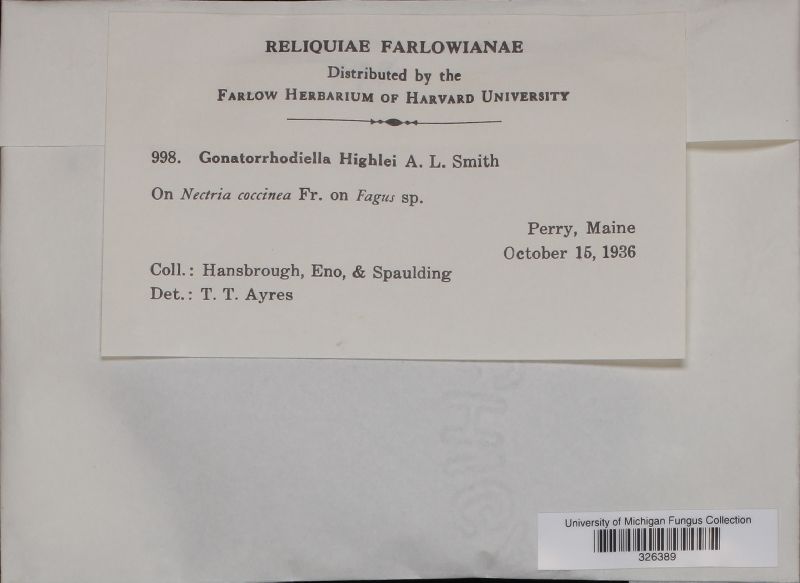 RELIQUIAE FARLOWIANAE
Distributed by the
FARLOW HERBARIUM OF HARVARD UNIVERSITY
998. Gonatorrhodiella Highlei A. L. Smith
On Nectria coccinea Fr. on Fagus sp.
Perry, Maine
October 15, 1936
Coll.: Hansbrough, Eno, & Spaulding
Det.: T. T. Ayres
University of Michigan Fungus Collection
326389